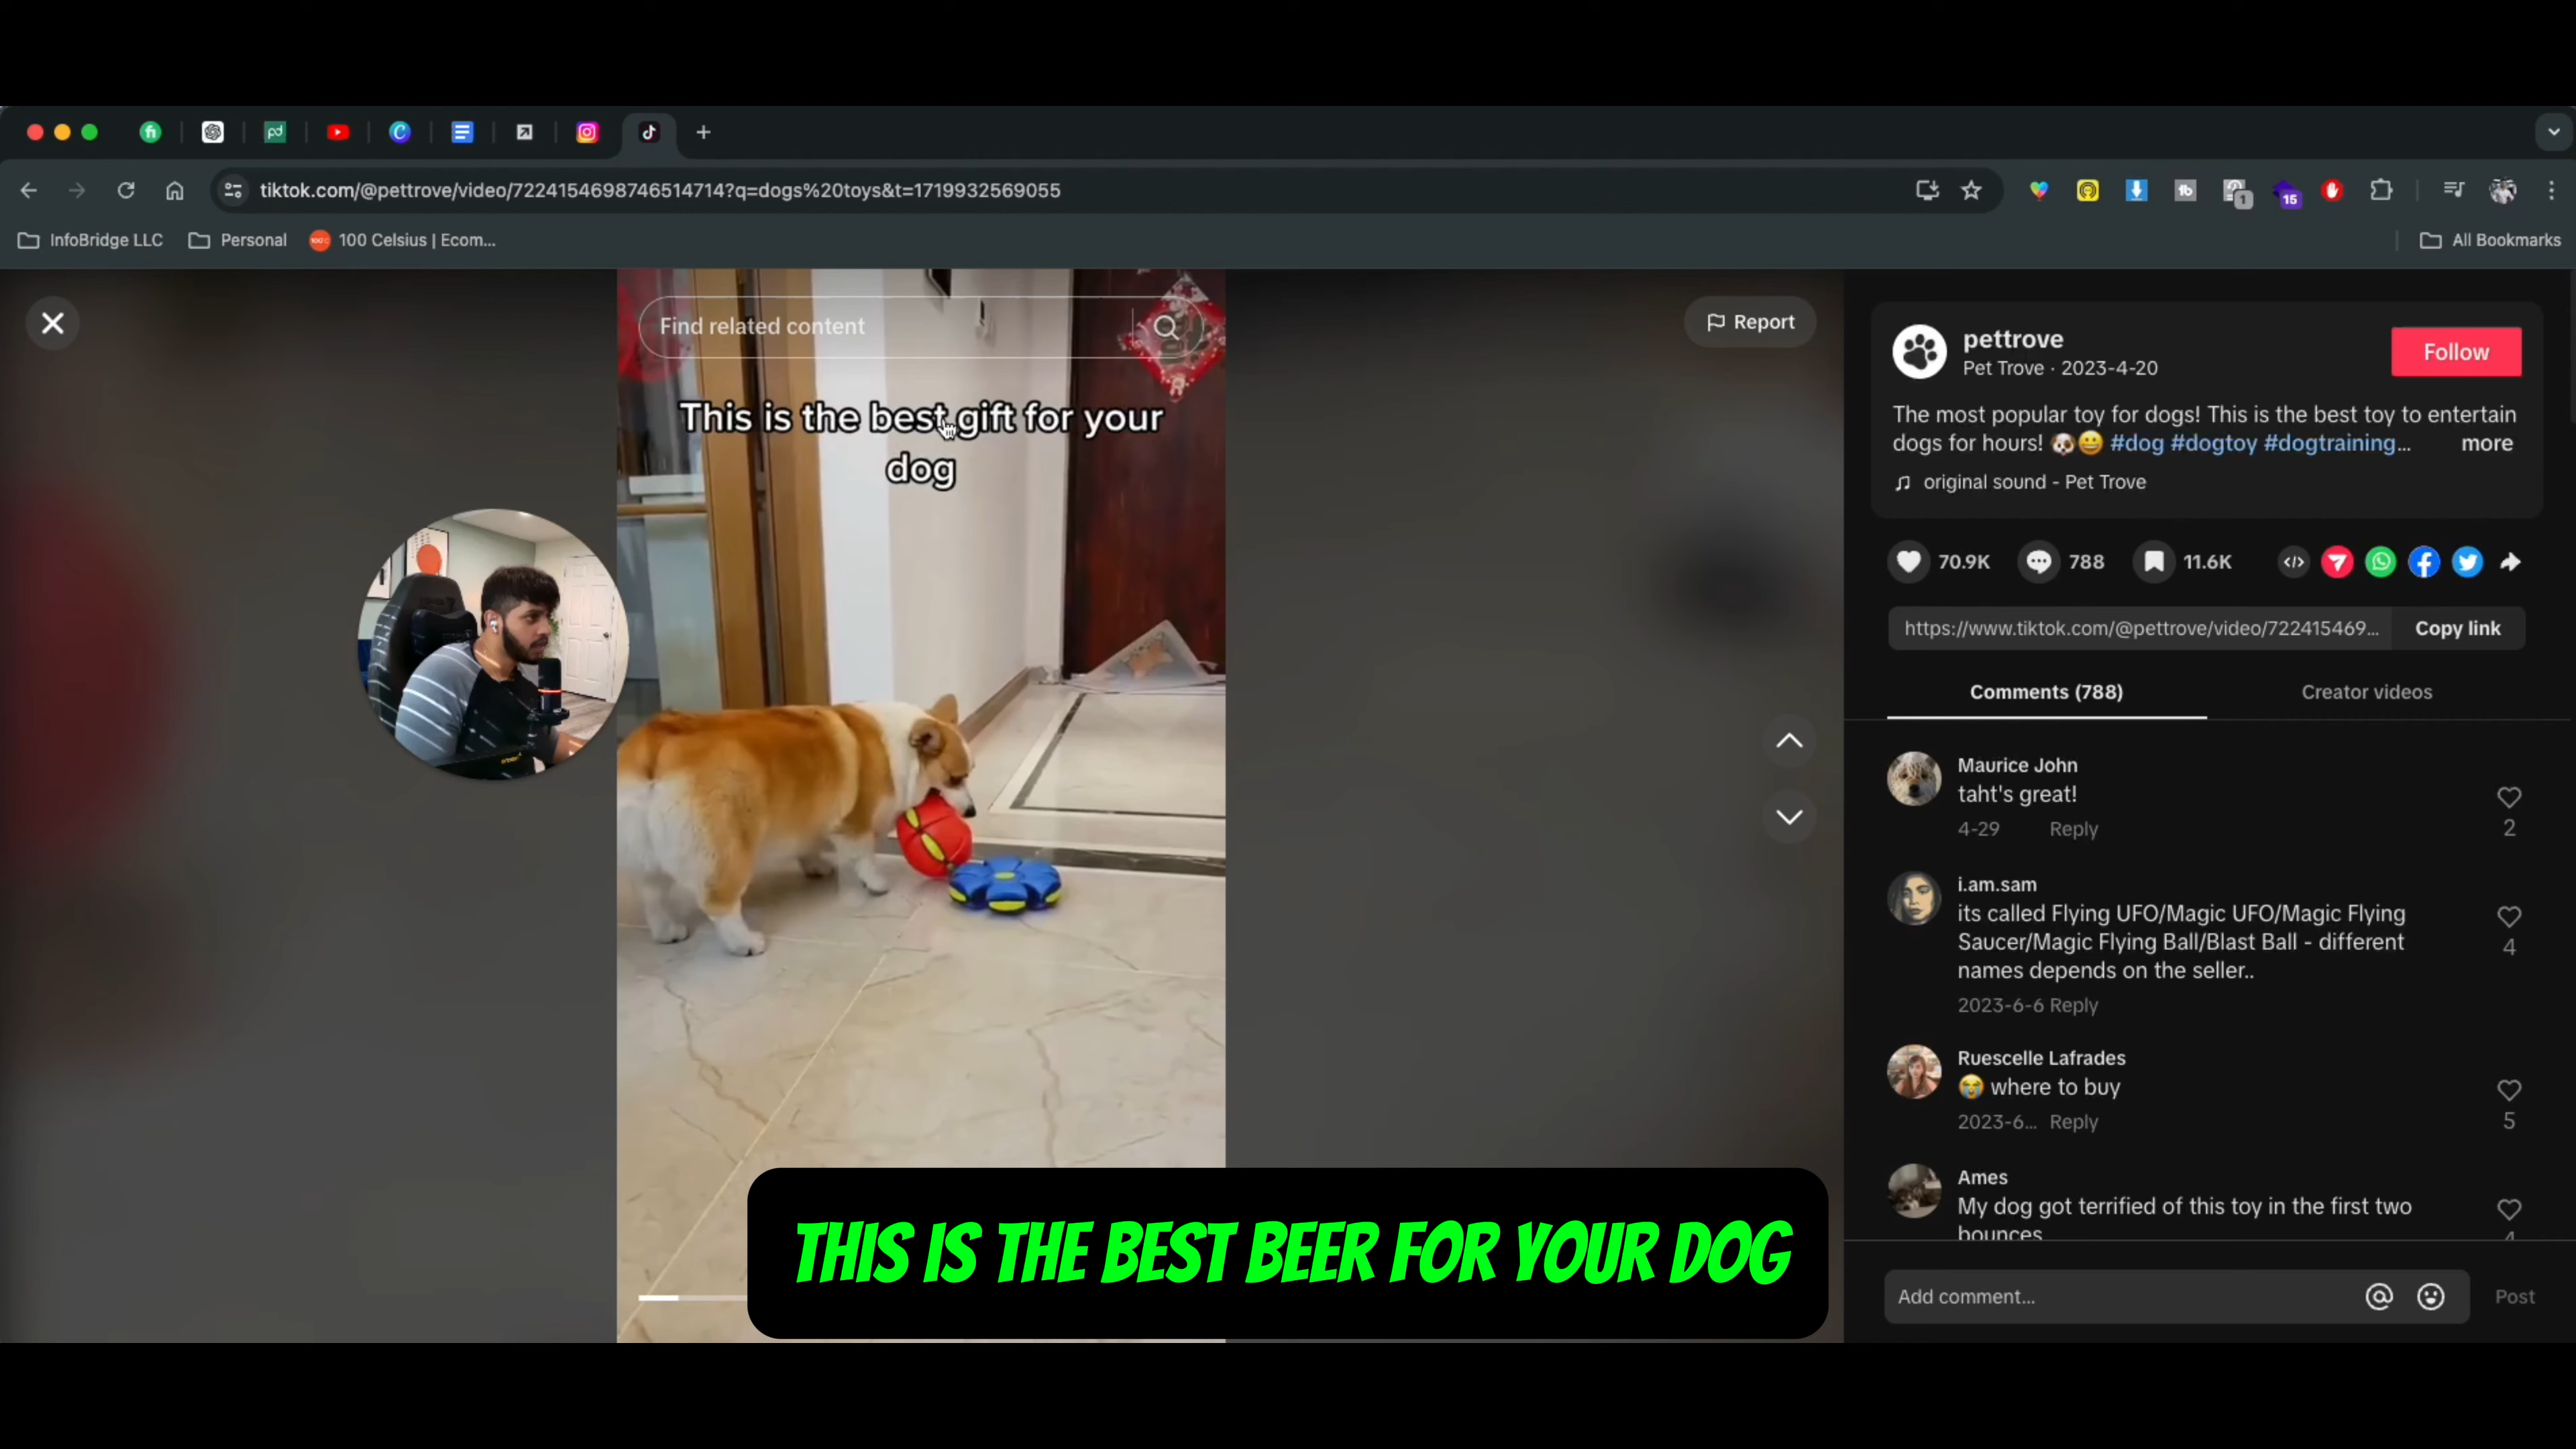 tiktok.com/@pettrove/video/7224154698746514714?q=dogs%20toys&t=1719932569055
1
15
InfoBridge LLC
Personal
100 Celsius | Ecom...
All Bookmarks
Find related content
Report
This is the best gift for your
dog
pettrove
Pet Trove · 2023-4-20
Follow
The most popular toy for dogs! This is the best toy to entertain
dogs for hours! 🐶😀 #dog #dogtoy #dogtraining...
more
original sound - Pet Trove
70.9K
788
11.6K
https://www.tiktok.com/@pettrove/video/722415469...
Copy link
Comments (788)
Creator videos
Maurice John
taht's great!
4-29 Reply
2
i.am.sam
its called Flying UFO/Magic UFO/Magic Flying
Saucer/Magic Flying Ball/Blast Ball - different
names depends on the seller..
2023-6-6 Reply
4
Ruescelle Lafrades
😭 where to buy
2023-6... Reply
5
Ames
My dog got terrified of this toy in the first two
bounces
THIS IS THE BEST BEER FOR YOUR DOG
Add comment...
Post